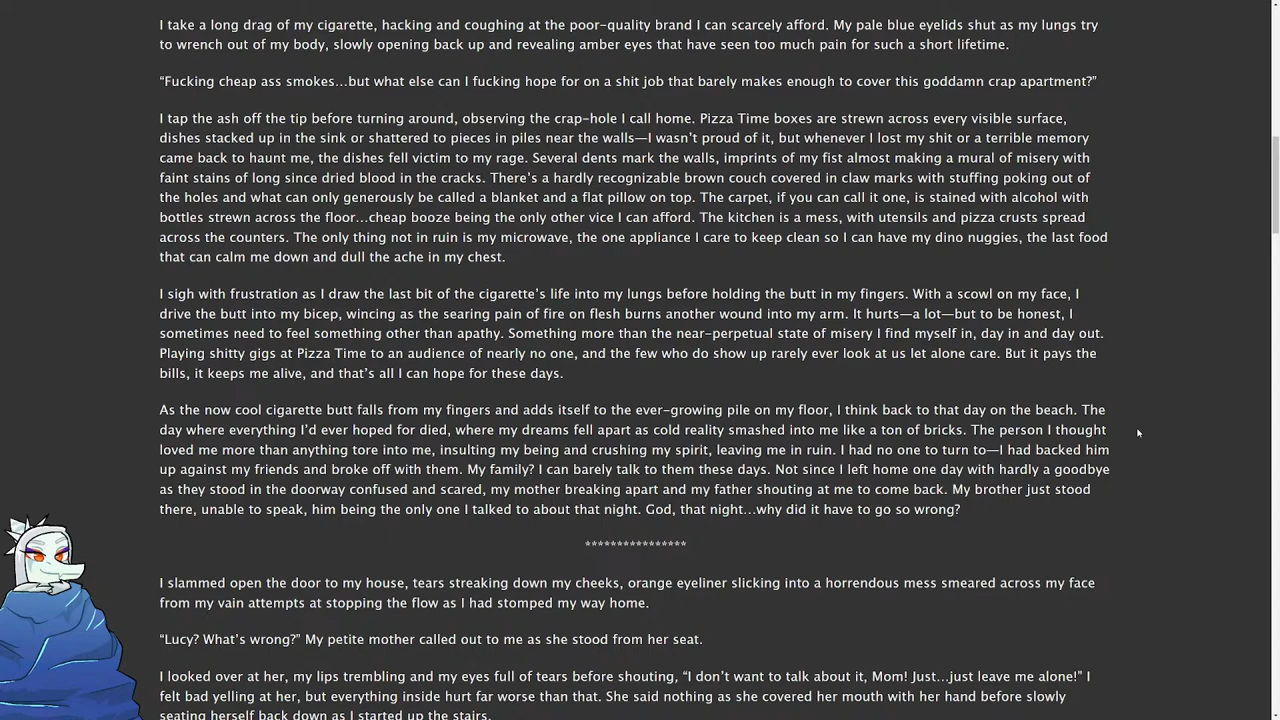 I take a long drag of my cigarette, hacking and coughing at the poor-quality brand I can scarcely afford. My pale blue eyelids shut as my lungs try
to wrench out of my body, slowly opening back up and revealing amber eyes that have seen too much pain for such a short lifetime.
“Fucking cheap ass smokes…but what else can I fucking hope for on a shit job that barely makes enough to cover this goddamn crap apartment?”
I tap the ash off the tip before turning around, observing the crap-hole I call home. Pizza Time boxes are strewn across every visible surface,
dishes stacked up in the sink or shattered to pieces in piles near the walls—I wasn’t proud of it, but whenever I lost my shit or a terrible memory
came back to haunt me, the dishes fell victim to my rage. Several dents mark the walls, imprints of my fist almost making a mural of misery with
faint stains of long since dried blood in the cracks. There’s a hardly recognizable brown couch covered in claw marks with stuffing poking out of
the holes and what can only generously be called a blanket and a flat pillow on top. The carpet, if you can call it one, is stained with alcohol with
bottles strewn across the floor…cheap booze being the only other vice I can afford. The kitchen is a mess, with utensils and pizza crusts spread
across the counters. The only thing not in ruin is my microwave, the one appliance I care to keep clean so I can have my dino nuggies, the last food
that can calm me down and dull the ache in my chest.
I sigh with frustration as I draw the last bit of the cigarette’s life into my lungs before holding the butt in my fingers. With a scowl on my face, I
drive the butt into my bicep, wincing as the searing pain of fire on flesh burns another wound into my arm. It hurts—a lot—but to be honest, I
sometimes need to feel something other than apathy. Something more than the near-perpetual state of misery I find myself in, day in and day out.
Playing shitty gigs at Pizza Time to an audience of nearly no one, and the few who do show up rarely ever look at us let alone care. But it pays the
bills, it keeps me alive, and that’s all I can hope for these days.
As the now cool cigarette butt falls from my fingers and adds itself to the ever-growing pile on my floor, I think back to that day on the beach. The
day where everything I’d ever hoped for died, where my dreams fell apart as cold reality smashed into me like a ton of bricks. The person I thought
loved me more than anything tore into me, insulting my being and crushing my spirit, leaving me in ruin. I had no one to turn to—I had backed him
up against my friends and broke off with them. My family? I can barely talk to them these days. Not since I left home one day with hardly a goodbye
as they stood in the doorway confused and scared, my mother breaking apart and my father shouting at me to come back. My brother just stood
there, unable to speak, him being the only one I talked to about that night. God, that night…why did it have to go so wrong?
****************
I slammed open the door to my house, tears streaking down my cheeks, orange eyeliner slicking into a horrendous mess smeared across my face
from my vain attempts at stopping the flow as I had stomped my way home.
“Lucy? What’s wrong?” My petite mother called out to me as she stood from her seat.
I looked over at her, my lips trembling and my eyes full of tears before shouting, “I don’t want to talk about it, Mom! Just…just leave me alone!” I
felt bad yelling at her, but everything inside hurt far worse than that. She said nothing as she covered her mouth with her hand before slowly
seating herself back down as I started up the stairs.